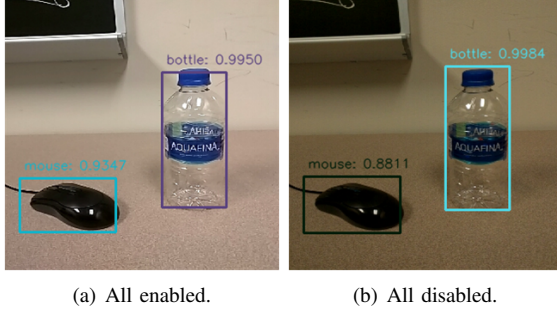 bottle: 0.9950
AQUAFINA
mouse: 0.9347
bottle: 0.9984
AQUAFINA
mouse: 0.8811
(a) All enabled.
(b) All disabled.